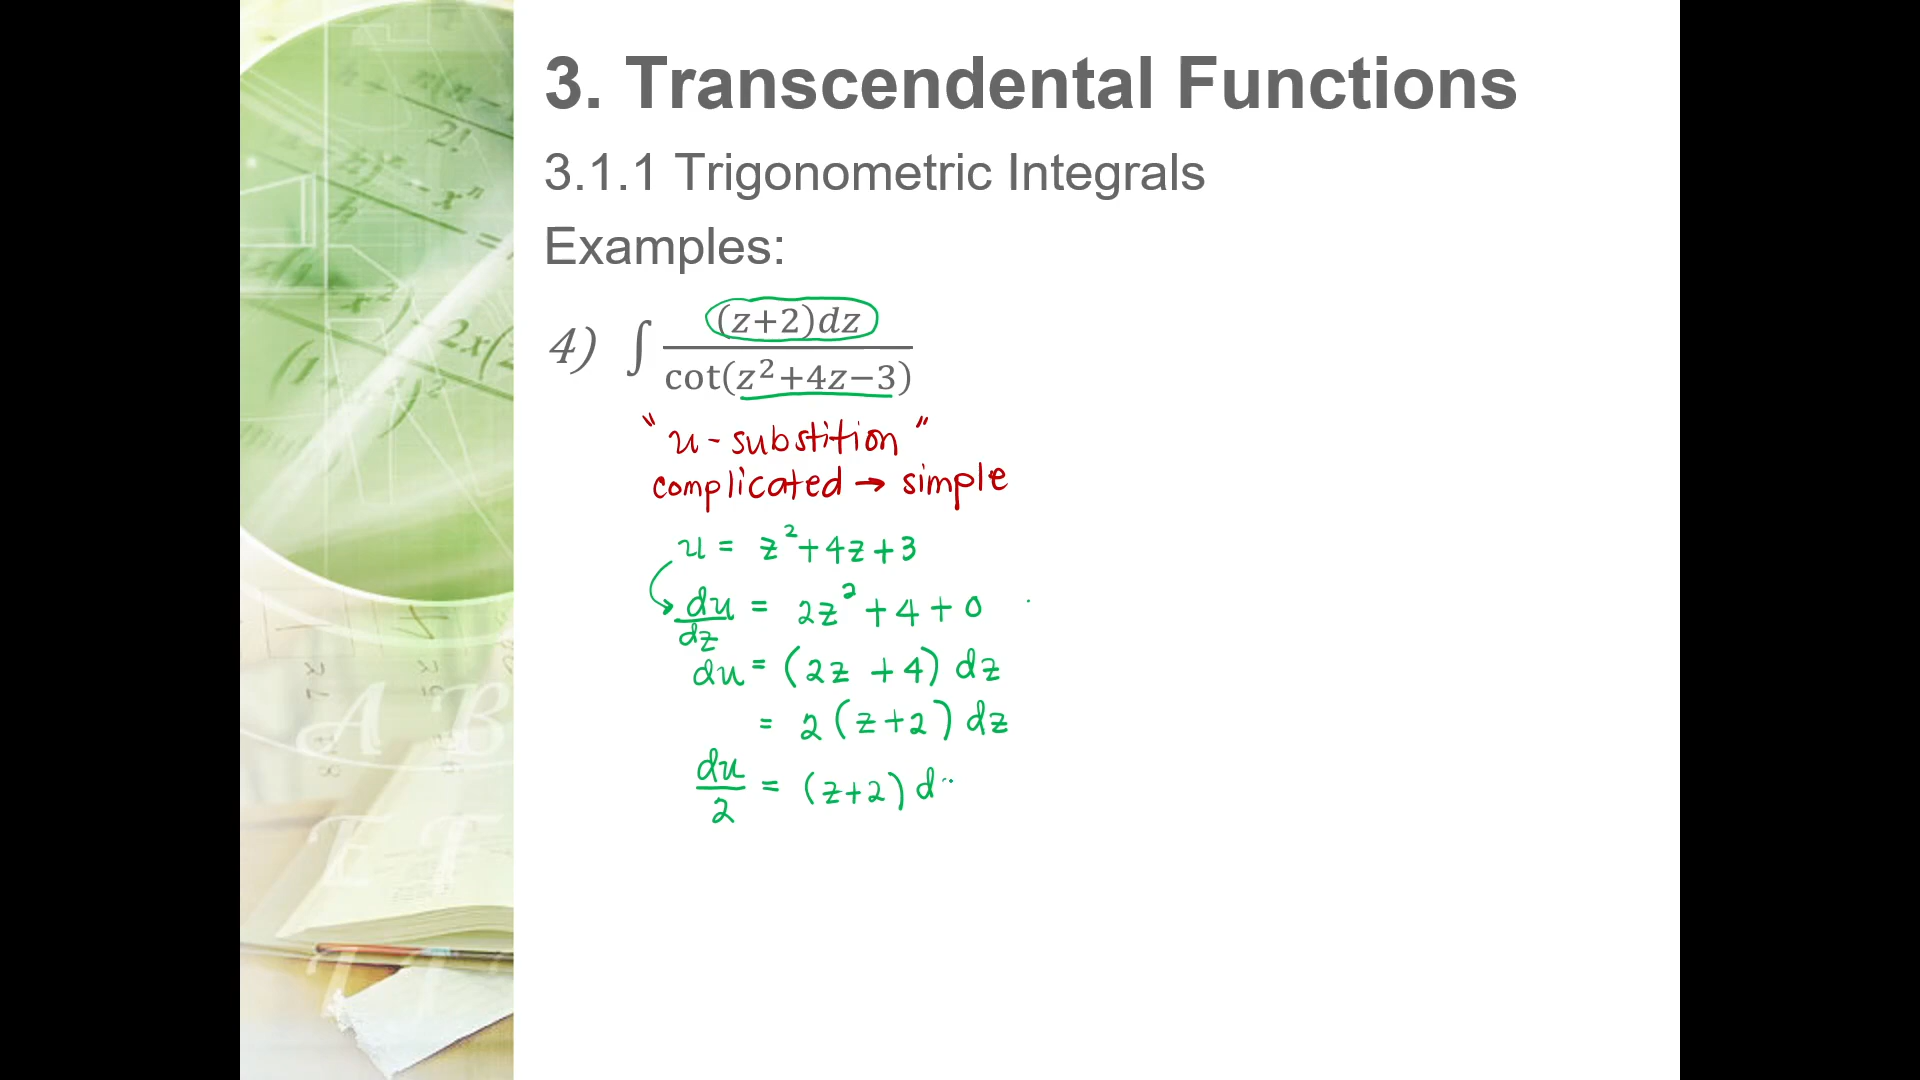 3. Transcendental Functions
3.1.1 Trigonometric Integrals
Examples:
4) ∫ (z+2)dz / cot(z²+4z−3)
"u - substition"
complicated → simple
u = z²+4z+3
du/dz = 2z²+4+0
du = (2z +4) dz
= 2(z+2) dz
du/2 = (z+2) d